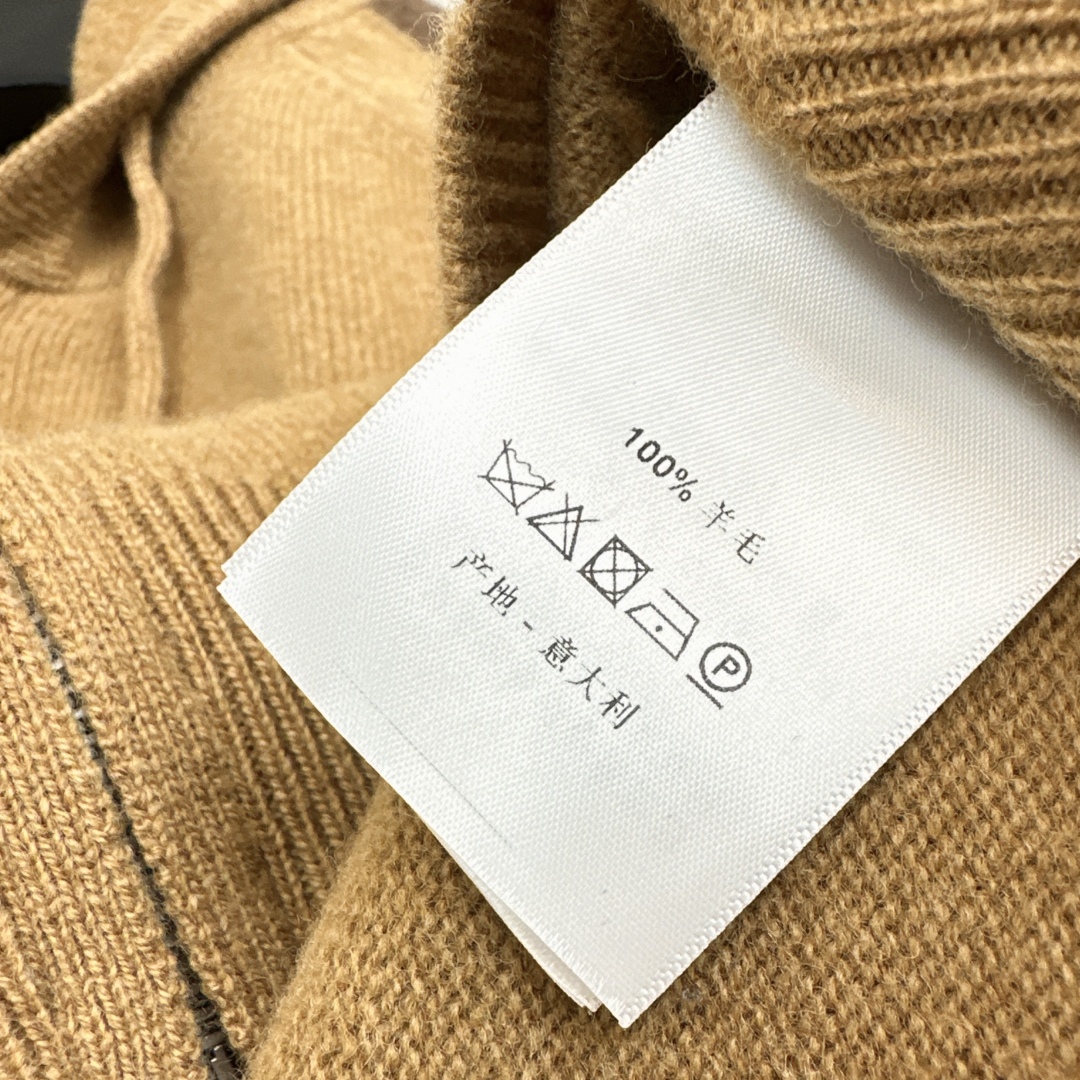 100% 羊毛
P
产地 - 意大利